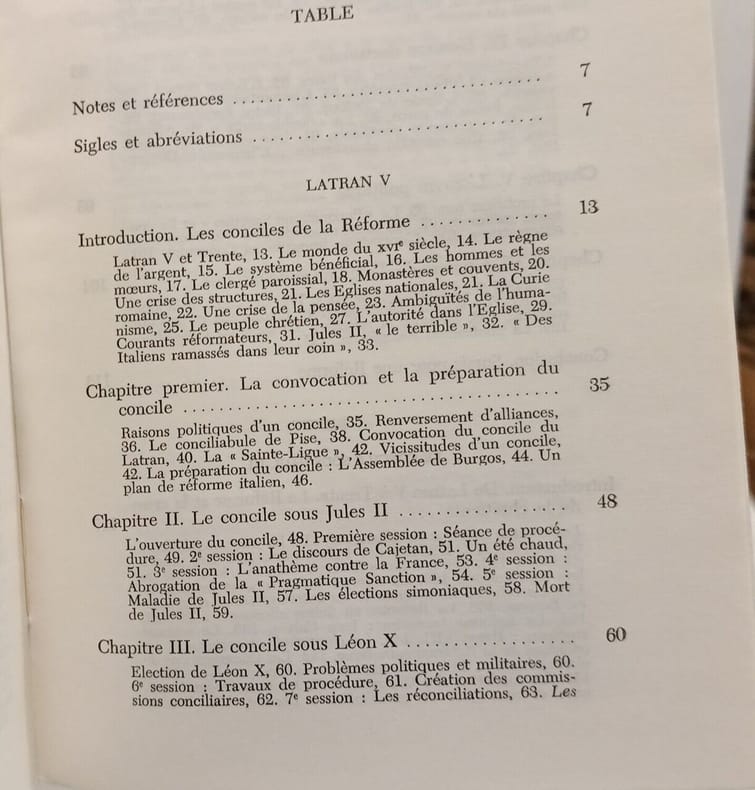 TABLE
Notes et références .................................... 7
Sigles et abréviations .................................. 7
LATRAN V
Introduction. Les conciles de la Réforme .............. 13
Latran V et Trente, 13. Le monde du XVIe siècle, 14. Le règne
de l'argent, 15. Le système bénéficial, 16. Les hommes et les
mœurs, 17. Le clergé paroissial, 18. Monastères et couvents, 20.
Une crise des structures, 21. Les Eglises nationales, 21. La Curie
romaine, 22. Une crise de la pensée, 23. Ambiguïtés de l'huma-
nisme, 25. Le peuple chrétien, 27. L'autorité dans l'Eglise, 29.
Courants réformateurs, 31. Jules II, « le terrible », 32. « Des
Italiens ramassés dans leur coin », 33.
Chapitre premier. La convocation et la préparation du
concile ........................................ 35
Raisons politiques d'un concile, 35. Renversement d'alliances,
36. Le conciliabule de Pise, 38. Convocation du concile du
Latran, 40. La « Sainte-Ligue », 42. Vicissitudes d'un concile,
42. La préparation du concile : L'Assemblée de Burgos, 44. Un
plan de réforme italien, 46.
Chapitre II. Le concile sous Jules II .................. 48
L'ouverture du concile, 48. Première session : Séance de procé-
dure, 49. 2e session : Le discours de Cajetan, 51. Un été chaud,
51. 3e session : L'anathème contre la France, 53. 4e session :
Abrogation de la « Pragmatique Sanction », 54. 5e session :
Maladie de Jules II, 57. Les élections simoniaques, 58. Mort
de Jules II, 59.
Chapitre III. Le concile sous Léon X .................. 60
Election de Léon X, 60. Problèmes politiques et militaires, 60.
6e session : Travaux de procédure, 61. Création des commis-
sions conciliaires, 62. 7e session : Les réconciliations, 63. Les